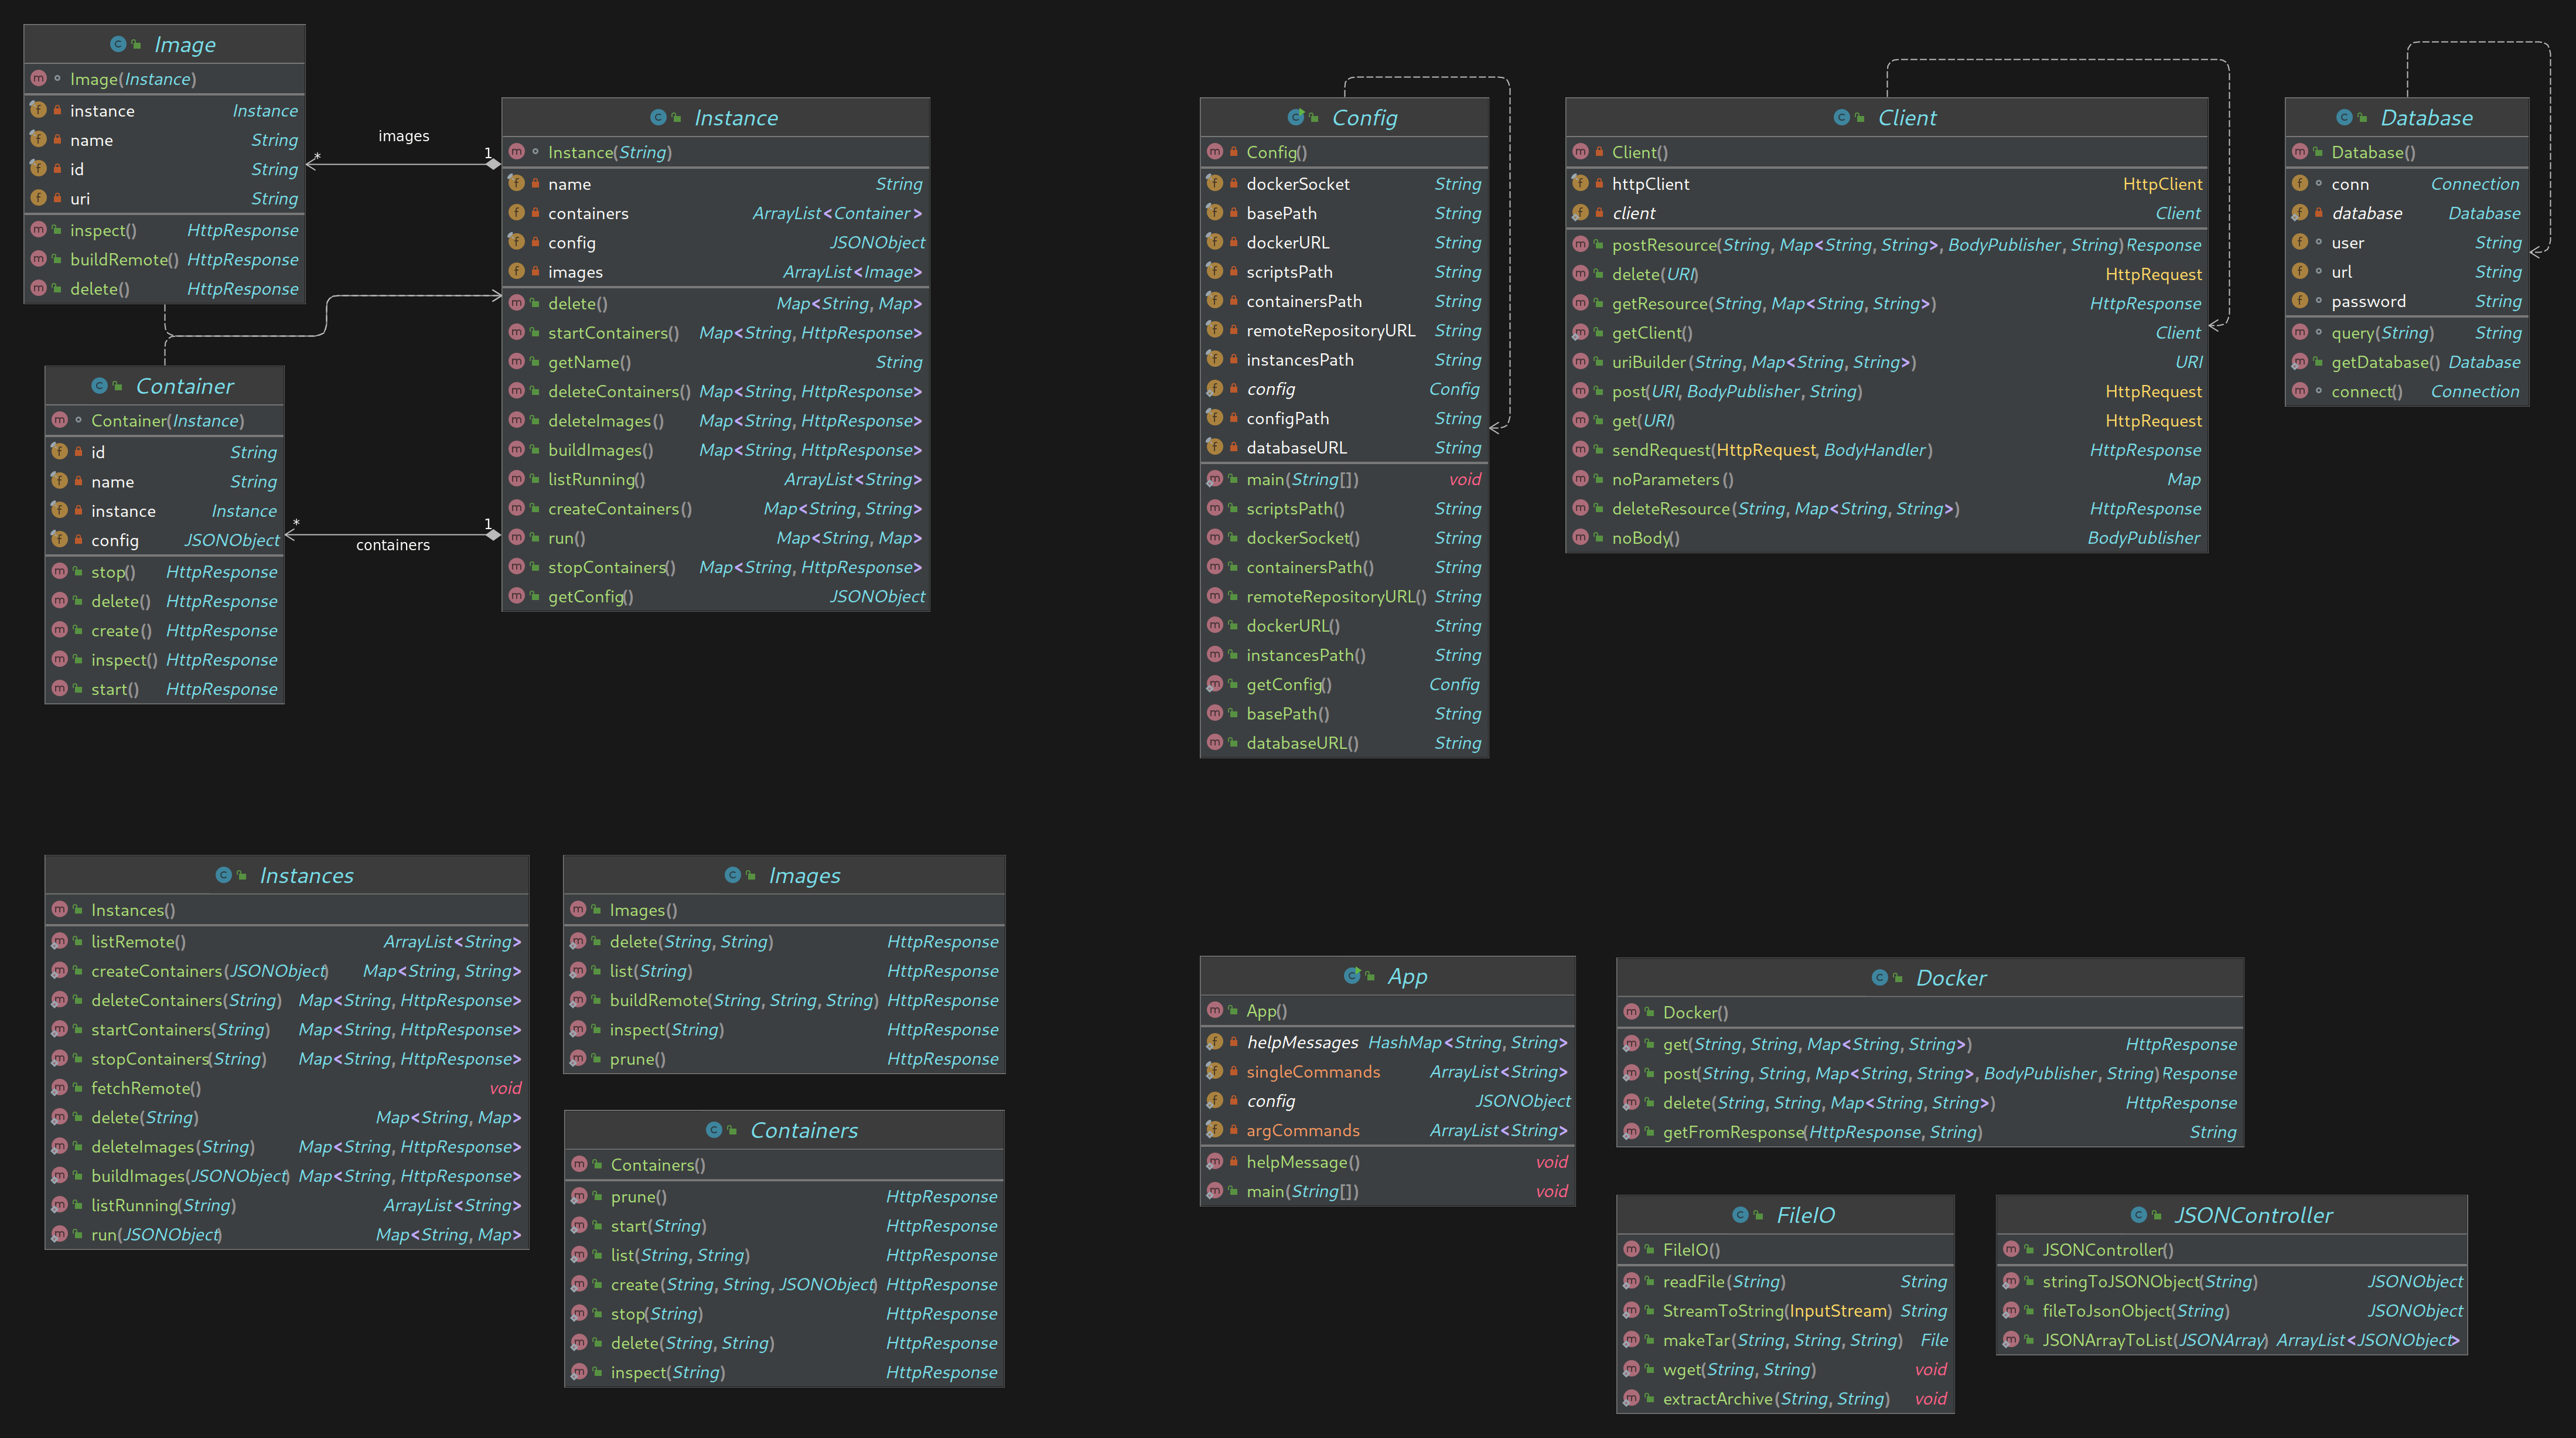 Image
Image(Instance)
instance Instance
name String
id String
uri String
inspect() HttpResponse
buildRemote() HttpResponse
delete() HttpResponse
images
* 1
Container
Container(Instance)
id String
name String
instance Instance
config JSONObject
stop() HttpResponse
delete() HttpResponse
create() HttpResponse
inspect() HttpResponse
start() HttpResponse
* 1
containers
Instance
Instance(String)
name String
containers ArrayList<Container>
config JSONObject
images ArrayList<Image>
delete() Map<String, Map>
startContainers() Map<String, HttpResponse>
getName() String
deleteContainers() Map<String, HttpResponse>
deleteImages() Map<String, HttpResponse>
buildImages() Map<String, HttpResponse>
listRunning() ArrayList<String>
createContainers() Map<String, String>
run() Map<String, Map>
stopContainers() Map<String, HttpResponse>
getConfig() JSONObject
Config
Config()
dockerSocket String
basePath String
dockerURL String
scriptsPath String
containersPath String
remoteRepositoryURL String
instancesPath String
config Config
configPath String
databaseURL String
main(String[]) void
scriptsPath() String
dockerSocket() String
containersPath() String
remoteRepositoryURL() String
dockerURL() String
instancesPath() String
getConfig() Config
basePath() String
databaseURL() String
Client
Client()
httpClient HttpClient
client Client
postResource(String, Map<String, String>, BodyPublisher, String) Response
delete(URI) HttpRequest
getResource(String, Map<String, String>) HttpResponse
getClient() Client
uriBuilder(String, Map<String, String>) URI
post(URI, BodyPublisher, String) HttpRequest
get(URI) HttpRequest
sendRequest(HttpRequest, BodyHandler) HttpResponse
noParameters() Map
deleteResource(String, Map<String, String>) HttpResponse
noBody() BodyPublisher
Database
Database()
conn Connection
database Database
user String
url String
password String
query(String) String
getDatabase() Database
connect() Connection
Instances
Instances()
listRemote() ArrayList<String>
createContainers(JSONObject) Map<String, String>
deleteContainers(String) Map<String, HttpResponse>
startContainers(String) Map<String, HttpResponse>
stopContainers(String) Map<String, HttpResponse>
fetchRemote() void
delete(String) Map<String, Map>
deleteImages(String) Map<String, HttpResponse>
buildImages(JSONObject) Map<String, HttpResponse>
listRunning(String) ArrayList<String>
run(JSONObject) Map<String, Map>
Images
Images()
delete(String, String) HttpResponse
list(String) HttpResponse
buildRemote(String, String, String) HttpResponse
inspect(String) HttpResponse
prune() HttpResponse
Containers
Containers()
prune() HttpResponse
start(String) HttpResponse
list(String, String) HttpResponse
create(String, String, JSONObject) HttpResponse
stop(String) HttpResponse
delete(String, String) HttpResponse
inspect(String) HttpResponse
App
App()
helpMessages HashMap<String, String>
singleCommands ArrayList<String>
config JSONObject
argCommands ArrayList<String>
helpMessage() void
main(String[]) void
Docker
Docker()
get(String, String, Map<String, String>) HttpResponse
post(String, String, Map<String, String>, BodyPublisher, String) Response
delete(String, String, Map<String, String>) HttpResponse
getFromResponse(HttpResponse, String) String
FileIO
FileIO()
readFile(String) String
StreamToString(InputStream) String
makeTar(String, String, String) File
wget(String, String) void
extractArchive(String, String) void
JSONController
JSONController()
stringToJSONObject(String) JSONObject
fileToJsonObject(String) JSONObject
JSONArrayToList(JSONArray) ArrayList<JSONObject>